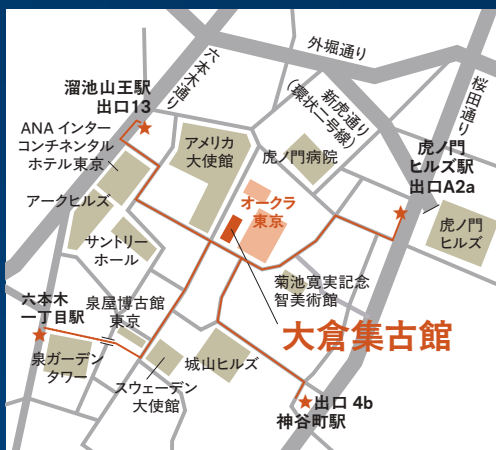 外堀通り
六本木通り
桜田通り
新虎通り
（環状二号線）
溜池山王駅
出口13
ANA インター
コンチネンタル
ホテル東京
アメリカ
大使館
虎ノ門病院
虎ノ門
ヒルズ駅
出口A2a
アークヒルズ
オークラ
東京
虎ノ門
ヒルズ
サントリー
ホール
菊池寛実記念
智美術館
六本木
一丁目駅
泉屋博古館
東京
大倉集古館
泉ガーデン
タワー
城山ヒルズ
スウェーデン
大使館
出口 4b
神谷町駅